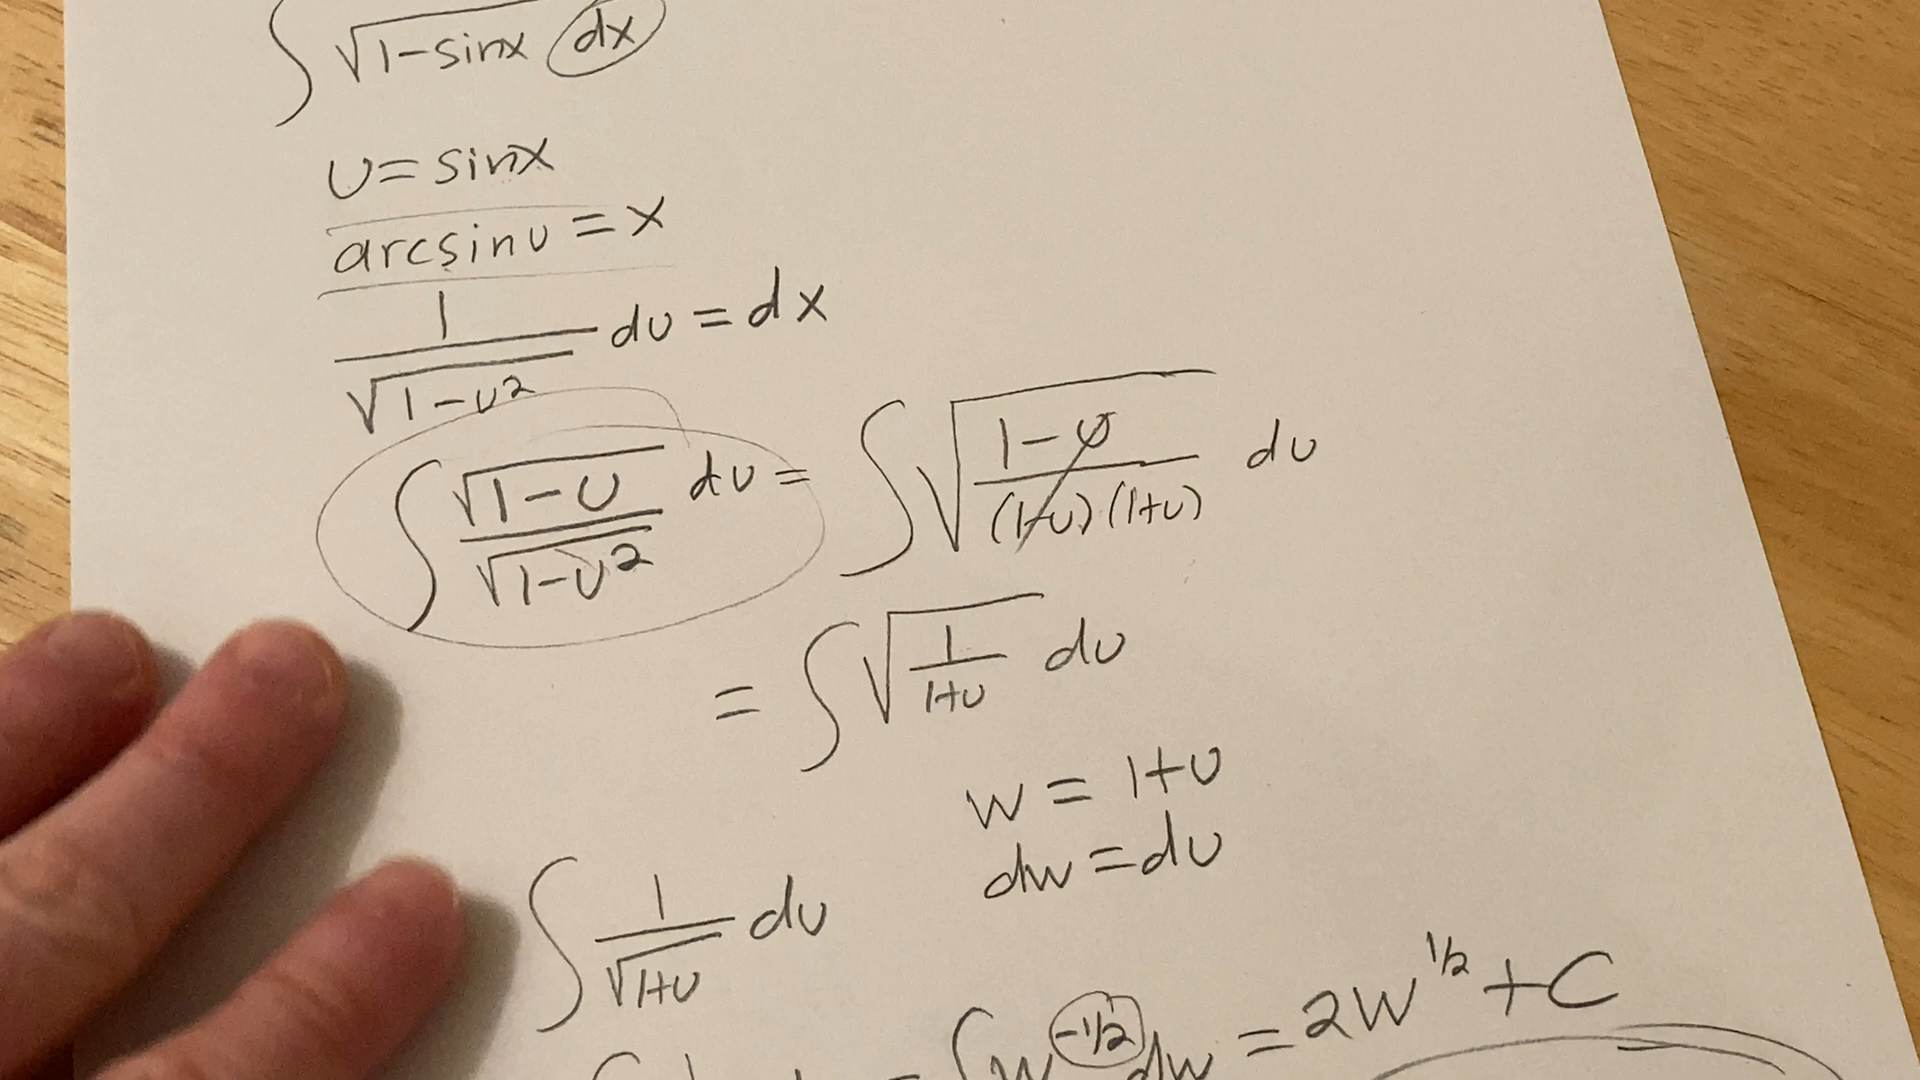 ∫ √1-sinx dx
u = sinx
arcsin u = x
1/√1-u² du = dx
∫ √1-u/√1-u² du = ∫ √(1-u)/((1-u)(1+u)) du
= ∫ √1/(1+u) du
w = 1+u
dw = du
∫ 1/√1+u du
= ∫ w^-1/2 dw = 2w^1/2 + C